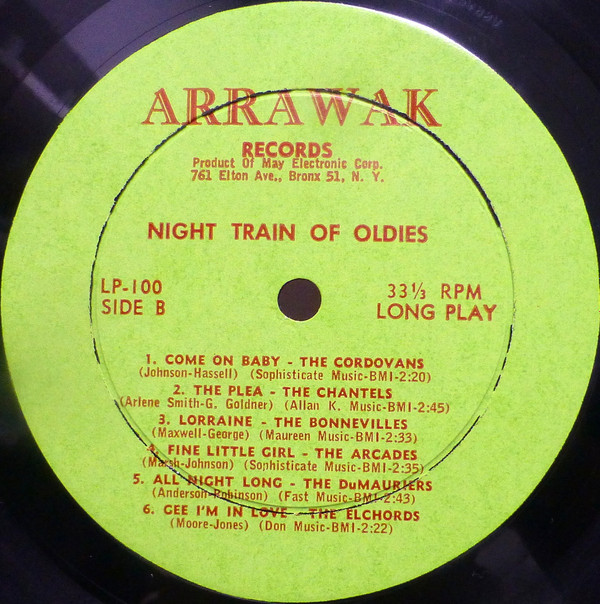 ARRAWAK
RECORDS
Product Of May Electronic Corp.
761 Elton Ave., Bronx 51, N. Y.
NIGHT TRAIN OF OLDIES
LP-100
SIDE B
33⅓ RPM
LONG PLAY
1. COME ON BABY - THE CORDOVANS
(Johnson-Hassell) (Sophisticate Music-BMI-2:20)
2. THE PLEA - THE CHANTELS
(Arlene Smith-G. Goldner) (Allan K. Music-BMI-2:45)
3. LORRAINE - THE BONNEVILLES
(Maxwell-George) (Maureen Music-BMI-2:33)
4. FINE LITTLE GIRL - THE ARCADES
(Marsh-Johnson) (Sophisticate Music-BMI-2:35)
5. ALL NIGHT LONG - THE DuMAURIERS
(Anderson-Robinson) (Fast Music-BMI-2:43)
6. GEE I'M IN LOVE - THE ELCHORDS
(Moore-Jones) (Don Music-BMI-2:22)